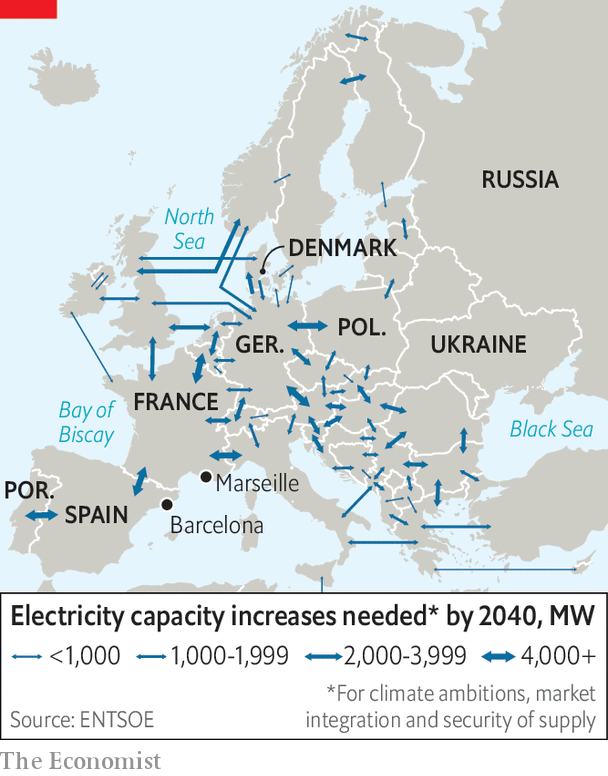 RUSSIA
North
Sea
DENMARK
GER.
POL.
UKRAINE
FRANCE
Bay of
Biscay
Black Sea
Marseille
POR.
SPAIN
Barcelona
Electricity capacity increases needed* by 2040, MW
<1,000 1,000-1,999 2,000-3,999 4,000+
*For climate ambitions, market
Source: ENTSOE integration and security of supply
The Economist